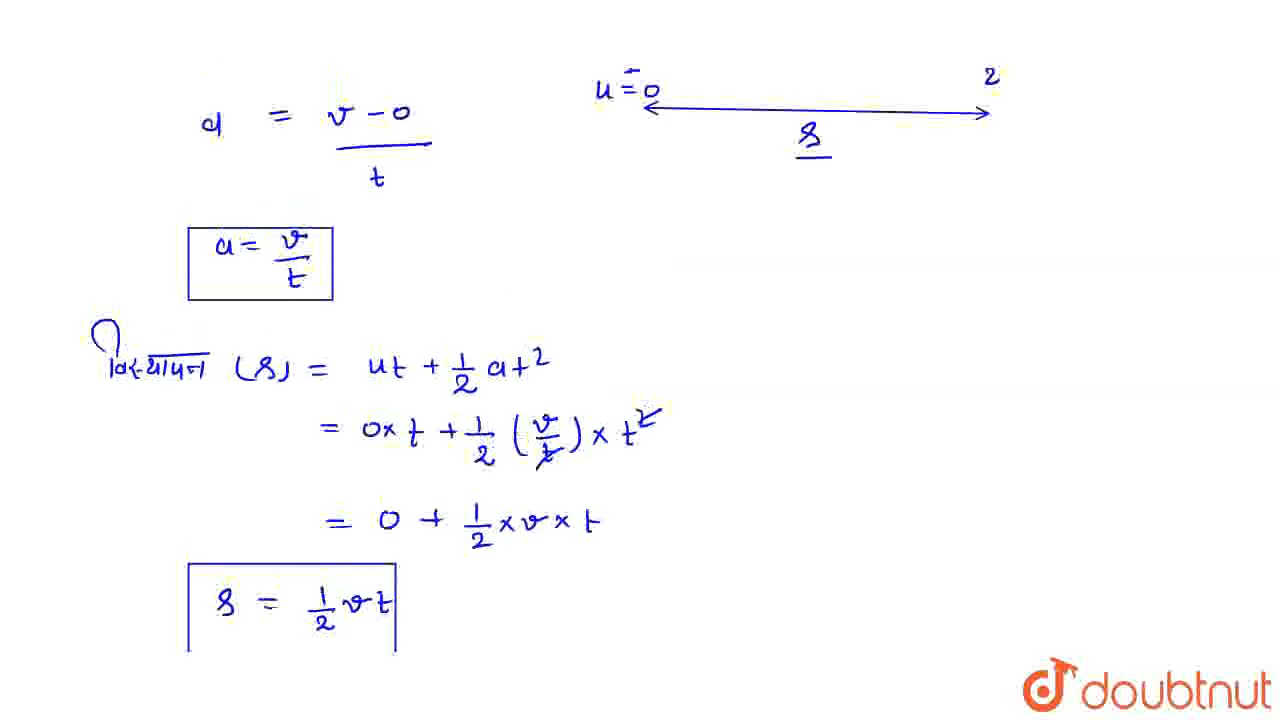 a = v - 0 / t
u = 0
2
s
a = v / t
विस्थापन (s) = ut + 1/2 at²
= 0 × t + 1/2 (v/t) × t²
= 0 + 1/2 × v × t
s = 1/2 vt
doubtnut